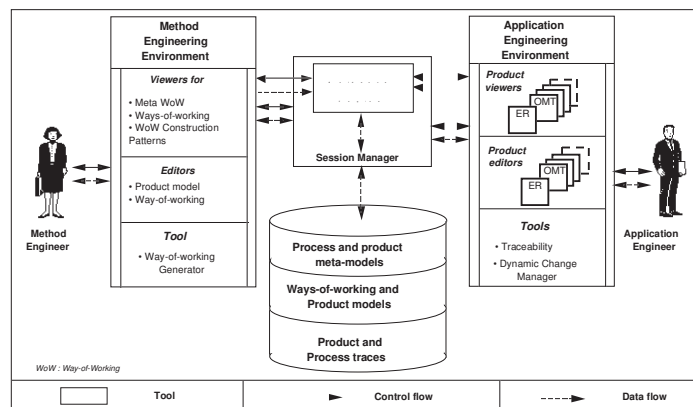 Method
Engineering
Environment
Viewers for
• Meta WoW
• Ways-of-working
• WoW Construction
Patterns
Editors
• Product model
• Way-of-working
Tool
• Way-of-working
Generator
Method
Engineer
Session Manager
Process and product
meta-models
Ways-of-working and
Product models
Product and
Process traces
Application
Engineering
Environment
Product
viewers
OMT
ER
Product
editors
OMT
ER
Tools
• Traceability
• Dynamic Change
Manager
Application
Engineer
WoW : Way-of-Working
Tool
Control flow
Data flow